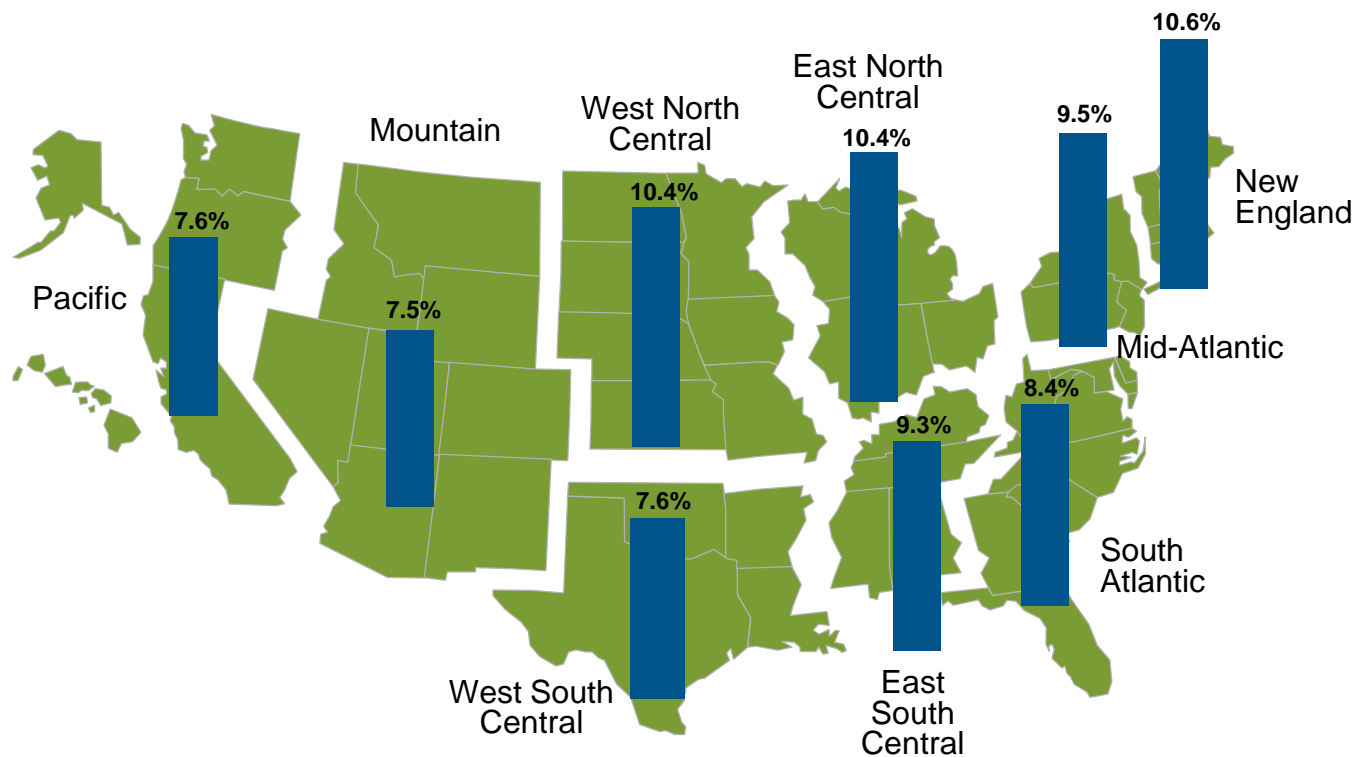 10.6%
East North
Central
10.4%
West North
Central
10.4%
9.5%
Mountain
New
England
7.6%
Pacific
7.5%
Mid-Atlantic
8.4%
9.3%
7.6%
South
Atlantic
West South
Central
East
South
Central